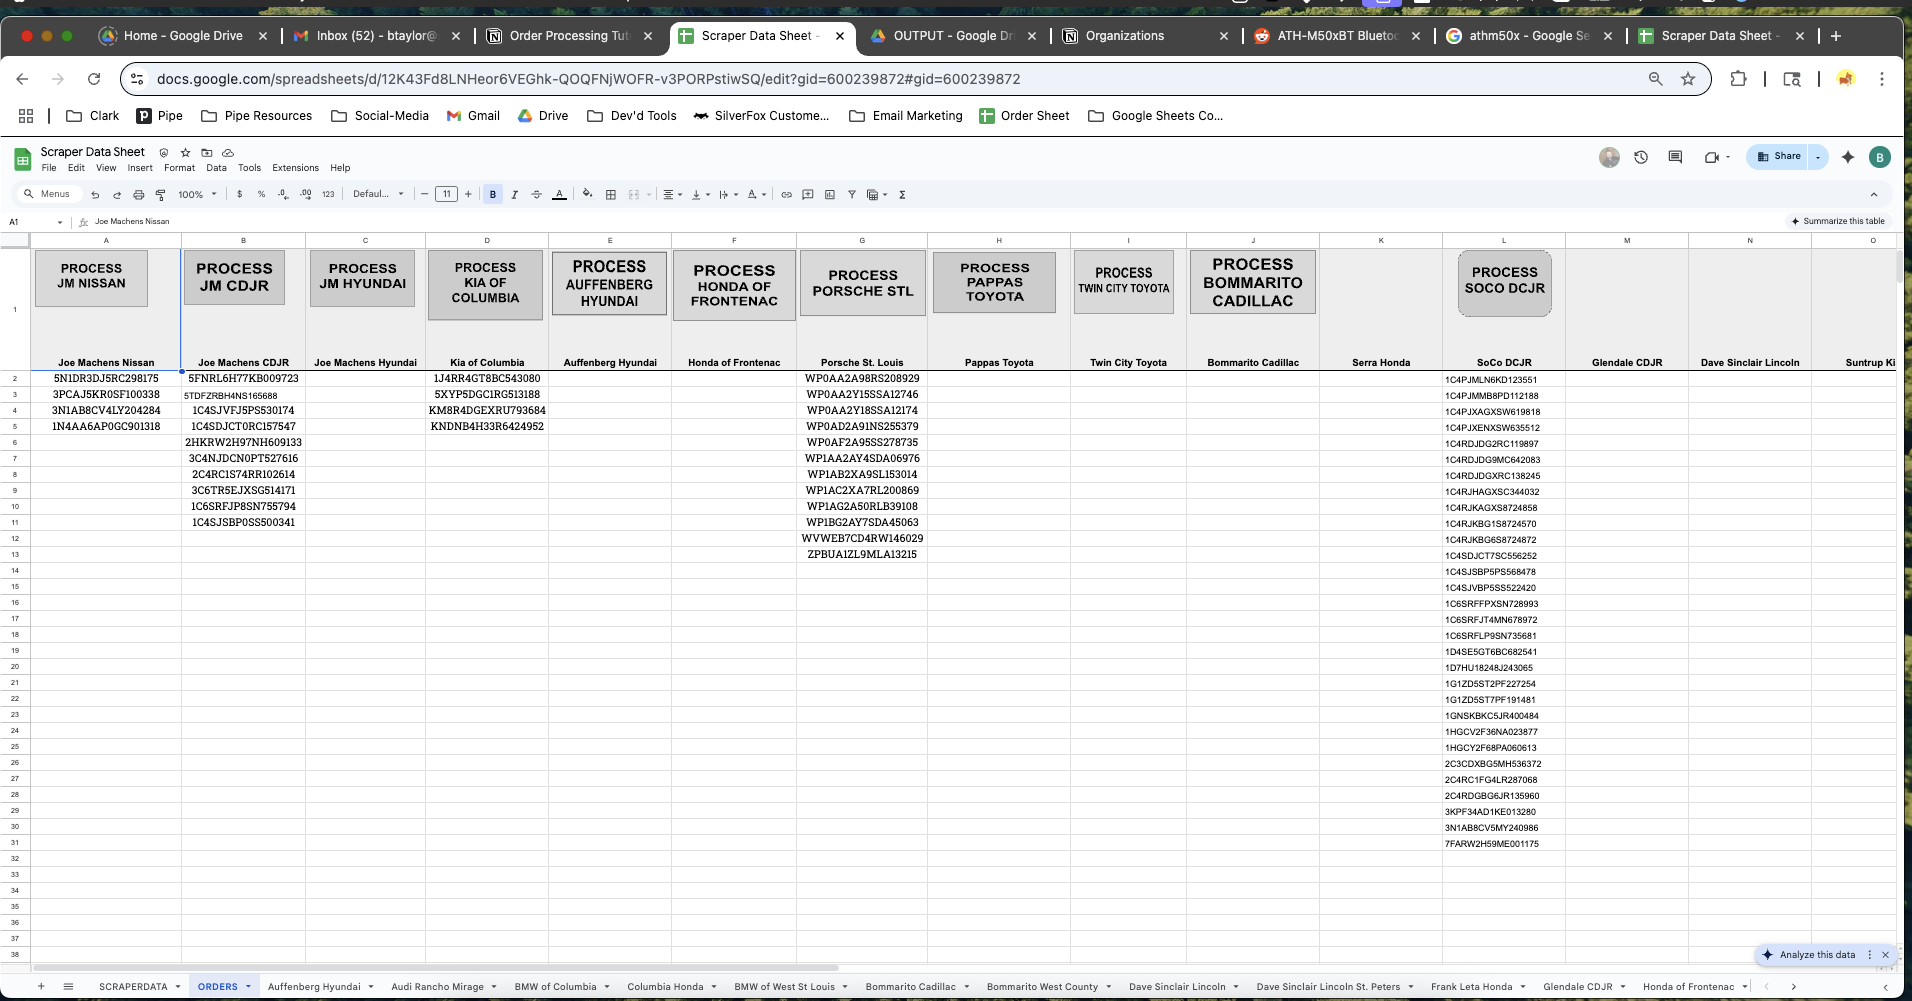 Home - Google Drive
Inbox (52) - btaylor@
Order Processing Tut
Scraper Data Sheet -
OUTPUT - Google Dri
Organizations
ATH-M50xBT Bluetoo
athm50x - Google Se
Scraper Data Sheet -
docs.google.com/spreadsheets/d/12K43Fd8LNHeor6VEGhk-QOQFNjWOFR-v3PORPstiwSQ/edit?gid=600239872#gid=600239872
Clark
Pipe
Pipe Resources
Social-Media
Gmail
Drive
Dev'd Tools
SilverFox Custome...
Email Marketing
Order Sheet
Google Sheets Co...
Scraper Data Sheet
File Edit View Insert Format Data Tools Extensions Help
Share
B
Menus
100%
$ % .0 .00 123
Defaul...
11
B I A
A1
Joe Machens Nissan
Summarize this table
A B C D E F G H I J K L M N O
PROCESS
JM NISSAN
PROCESS
JM CDJR
PROCESS
JM HYUNDAI
PROCESS
KIA OF
COLUMBIA
PROCESS
AUFFENBERG
HYUNDAI
PROCESS
HONDA OF
FRONTENAC
PROCESS
PORSCHE STL
PROCESS
PAPPAS
TOYOTA
PROCESS
TWIN CITY TOYOTA
PROCESS
BOMMARITO
CADILLAC
PROCESS
SOCO DCJR
1 Joe Machens Nissan Joe Machens CDJR Joe Machens Hyundai Kia of Columbia Auffenberg Hyundai Honda of Frontenac Porsche St. Louis Pappas Toyota Twin City Toyota Bommarito Cadillac Serra Honda SoCo DCJR Glendale CDJR Dave Sinclair Lincoln Suntrup Ki
2 5N1DR3DJ5RC298175 5FNRL6H77KB009723 1J4RR4GT8BC543080 WP0AA2A98RS208929 1C4PJMLN6KD123551
3 3PCAJ5KR0SF100338 5TDFZRBH4NS165688 5XYP5DGC1RG513188 WP0AA2Y15SSA12746 1C4PJMMB8PD112188
4 3N1AB8CV4LY204284 1C4SJVFJ5PS530174 KM8R4DGEXRU793684 WP0AA2Y18SSA12174 1C4PJXAGXSW619818
5 1N4AA6AP0GC901318 1C4SDJCT0RC157547 KNDNB4H33R6424952 WP0AD2A91NS255379 1C4PJXENXSW635512
6 2HKRW2H97NH609133 WP0AF2A95SS278735 1C4RDJDG2RC119897
7 3C4NJDCN0PT527616 WP1AA2AY4SDA06976 1C4RDJDG9MC642083
8 2C4RC1S74RR102614 WP1AB2XA9SL153014 1C4RDJDGXRC138245
9 3C6TR5EJXSG514171 WP1AC2XA7RL200869 1C4RJHAGXSC344032
10 1C6SRFJP8SN755794 WP1AG2A50RLB39108 1C4RJKAGXS8724858
11 1C4SJSBP0SS500341 WP1BG2AY7SDA45063 1C4RJKBG1S8724570
12 WVWEB7CD4RW146029 1C4RJKBG6S8724872
13 ZPBUA1ZL9MLA13215 1C4SDJCT7SC556252
14 1C4SJSBP5PS568478
15 1C4SJVBP5SS522420
16 1C6SRFFPXSN728993
17 1C6SRFJT4MN678972
18 1C6SRFLP9SN735681
19 1D4SE5GT6BC682541
20 1D7HU18248J243065
21 1G1ZD5ST2PF227254
22 1G1ZD5ST7PF191481
23 1GNSKBKC5JR400484
24 1HGCV2F36NA023877
25 1HGCY2F68PA060613
26 2C3CDXBG5MH536372
27 2C4RC1FG4LR287068
28 2C4RDGBG6JR135960
29 3KPF34AD1KE013280
30 3N1AB8CV5MY240986
31 7FARW2H59ME001175
32
33
34
35
36
37
38
Analyze this data
SCRAPERDATA ORDERS Auffenberg Hyundai Audi Rancho Mirage BMW of Columbia Columbia Honda BMW of West St Louis Bommarito Cadillac Bommarito West County Dave Sinclair Lincoln Dave Sinclair Lincoln St. Peters Frank Leta Honda Glendale CDJR Honda of Frontenac